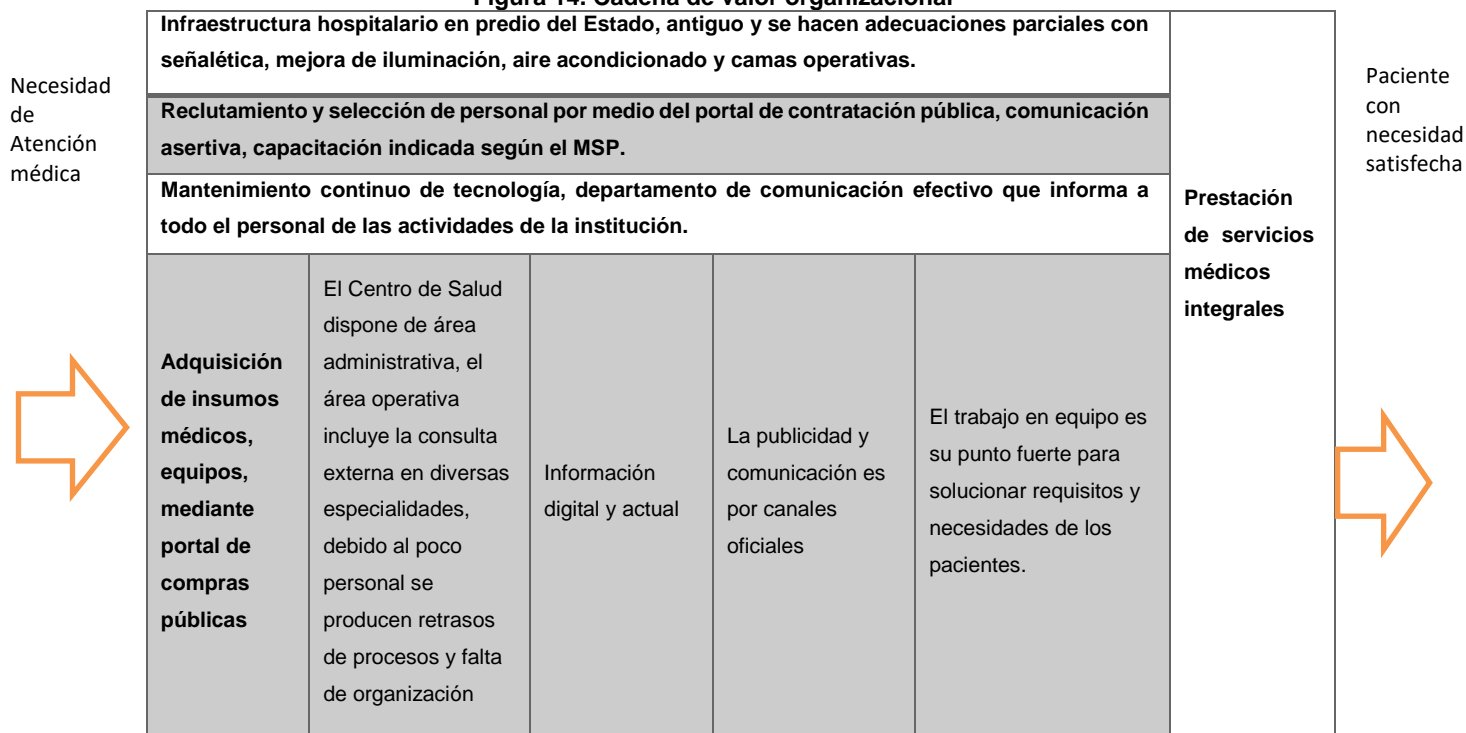 Figura 14. Cadena de valor organizacional
Necesidad
de
Atención
médica
Infraestructura hospitalario en predio del Estado, antiguo y se hacen adecuaciones parciales con
señalética, mejora de iluminación, aire acondicionado y camas operativas.
Reclutamiento y selección de personal por medio del portal de contratación pública, comunicación
asertiva, capacitación indicada según el MSP.
Mantenimiento continuo de tecnología, departamento de comunicación efectivo que informa a
todo el personal de las actividades de la institución.
Adquisición
de insumos
médicos,
equipos,
mediante
portal de
compras
públicas
El Centro de Salud
dispone de área
administrativa, el
área operativa
incluye la consulta
externa en diversas
especialidades,
debido al poco
personal se
producen retrasos
de procesos y falta
de organización
Información
digital y actual
La publicidad y
comunicación es
por canales
oficiales
El trabajo en equipo es
su punto fuerte para
solucionar requisitos y
necesidades de los
pacientes.
Prestación
de servicios
médicos
integrales
Paciente
con
necesidad
satisfecha